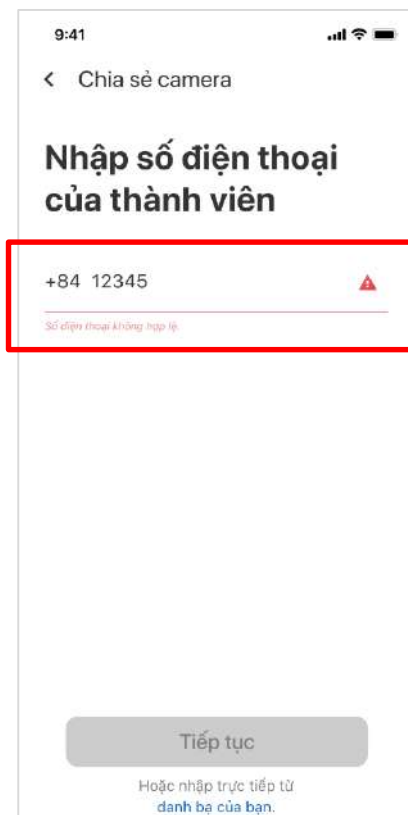 9:41
Chia sẻ camera
Nhập số điện thoại
của thành viên
+84 12345
Số điện thoại không hợp lệ.
Tiếp tục
Hoặc nhập trực tiếp từ
danh bạ của bạn.